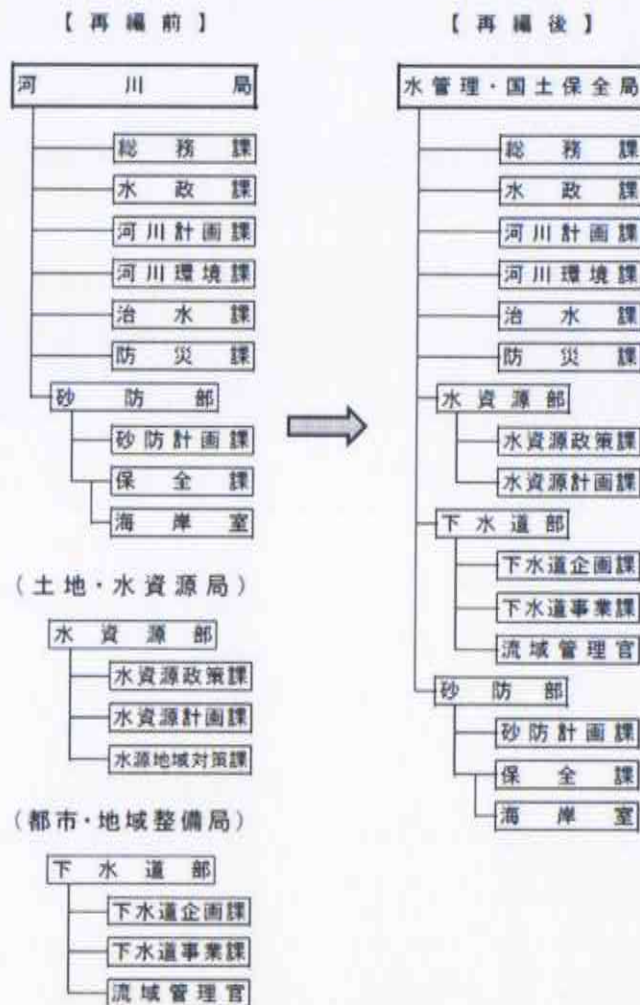 【再編前】
河川局
総務課
水政課
河川計画課
河川環境課
治水課
防災課
砂防部
砂防計画課
保全課
海岸室
(土地・水資源局)
水資源部
水資源政策課
水資源計画課
水源地域対策課
(都市・地域整備局)
下水道部
下水道企画課
下水道事業課
流域管理官
【再編後】
水管理・国土保全局
総務課
水政課
河川計画課
河川環境課
治水課
防災課
水資源部
水資源政策課
水資源計画課
下水道部
下水道企画課
下水道事業課
流域管理官
砂防部
砂防計画課
保全課
海岸室